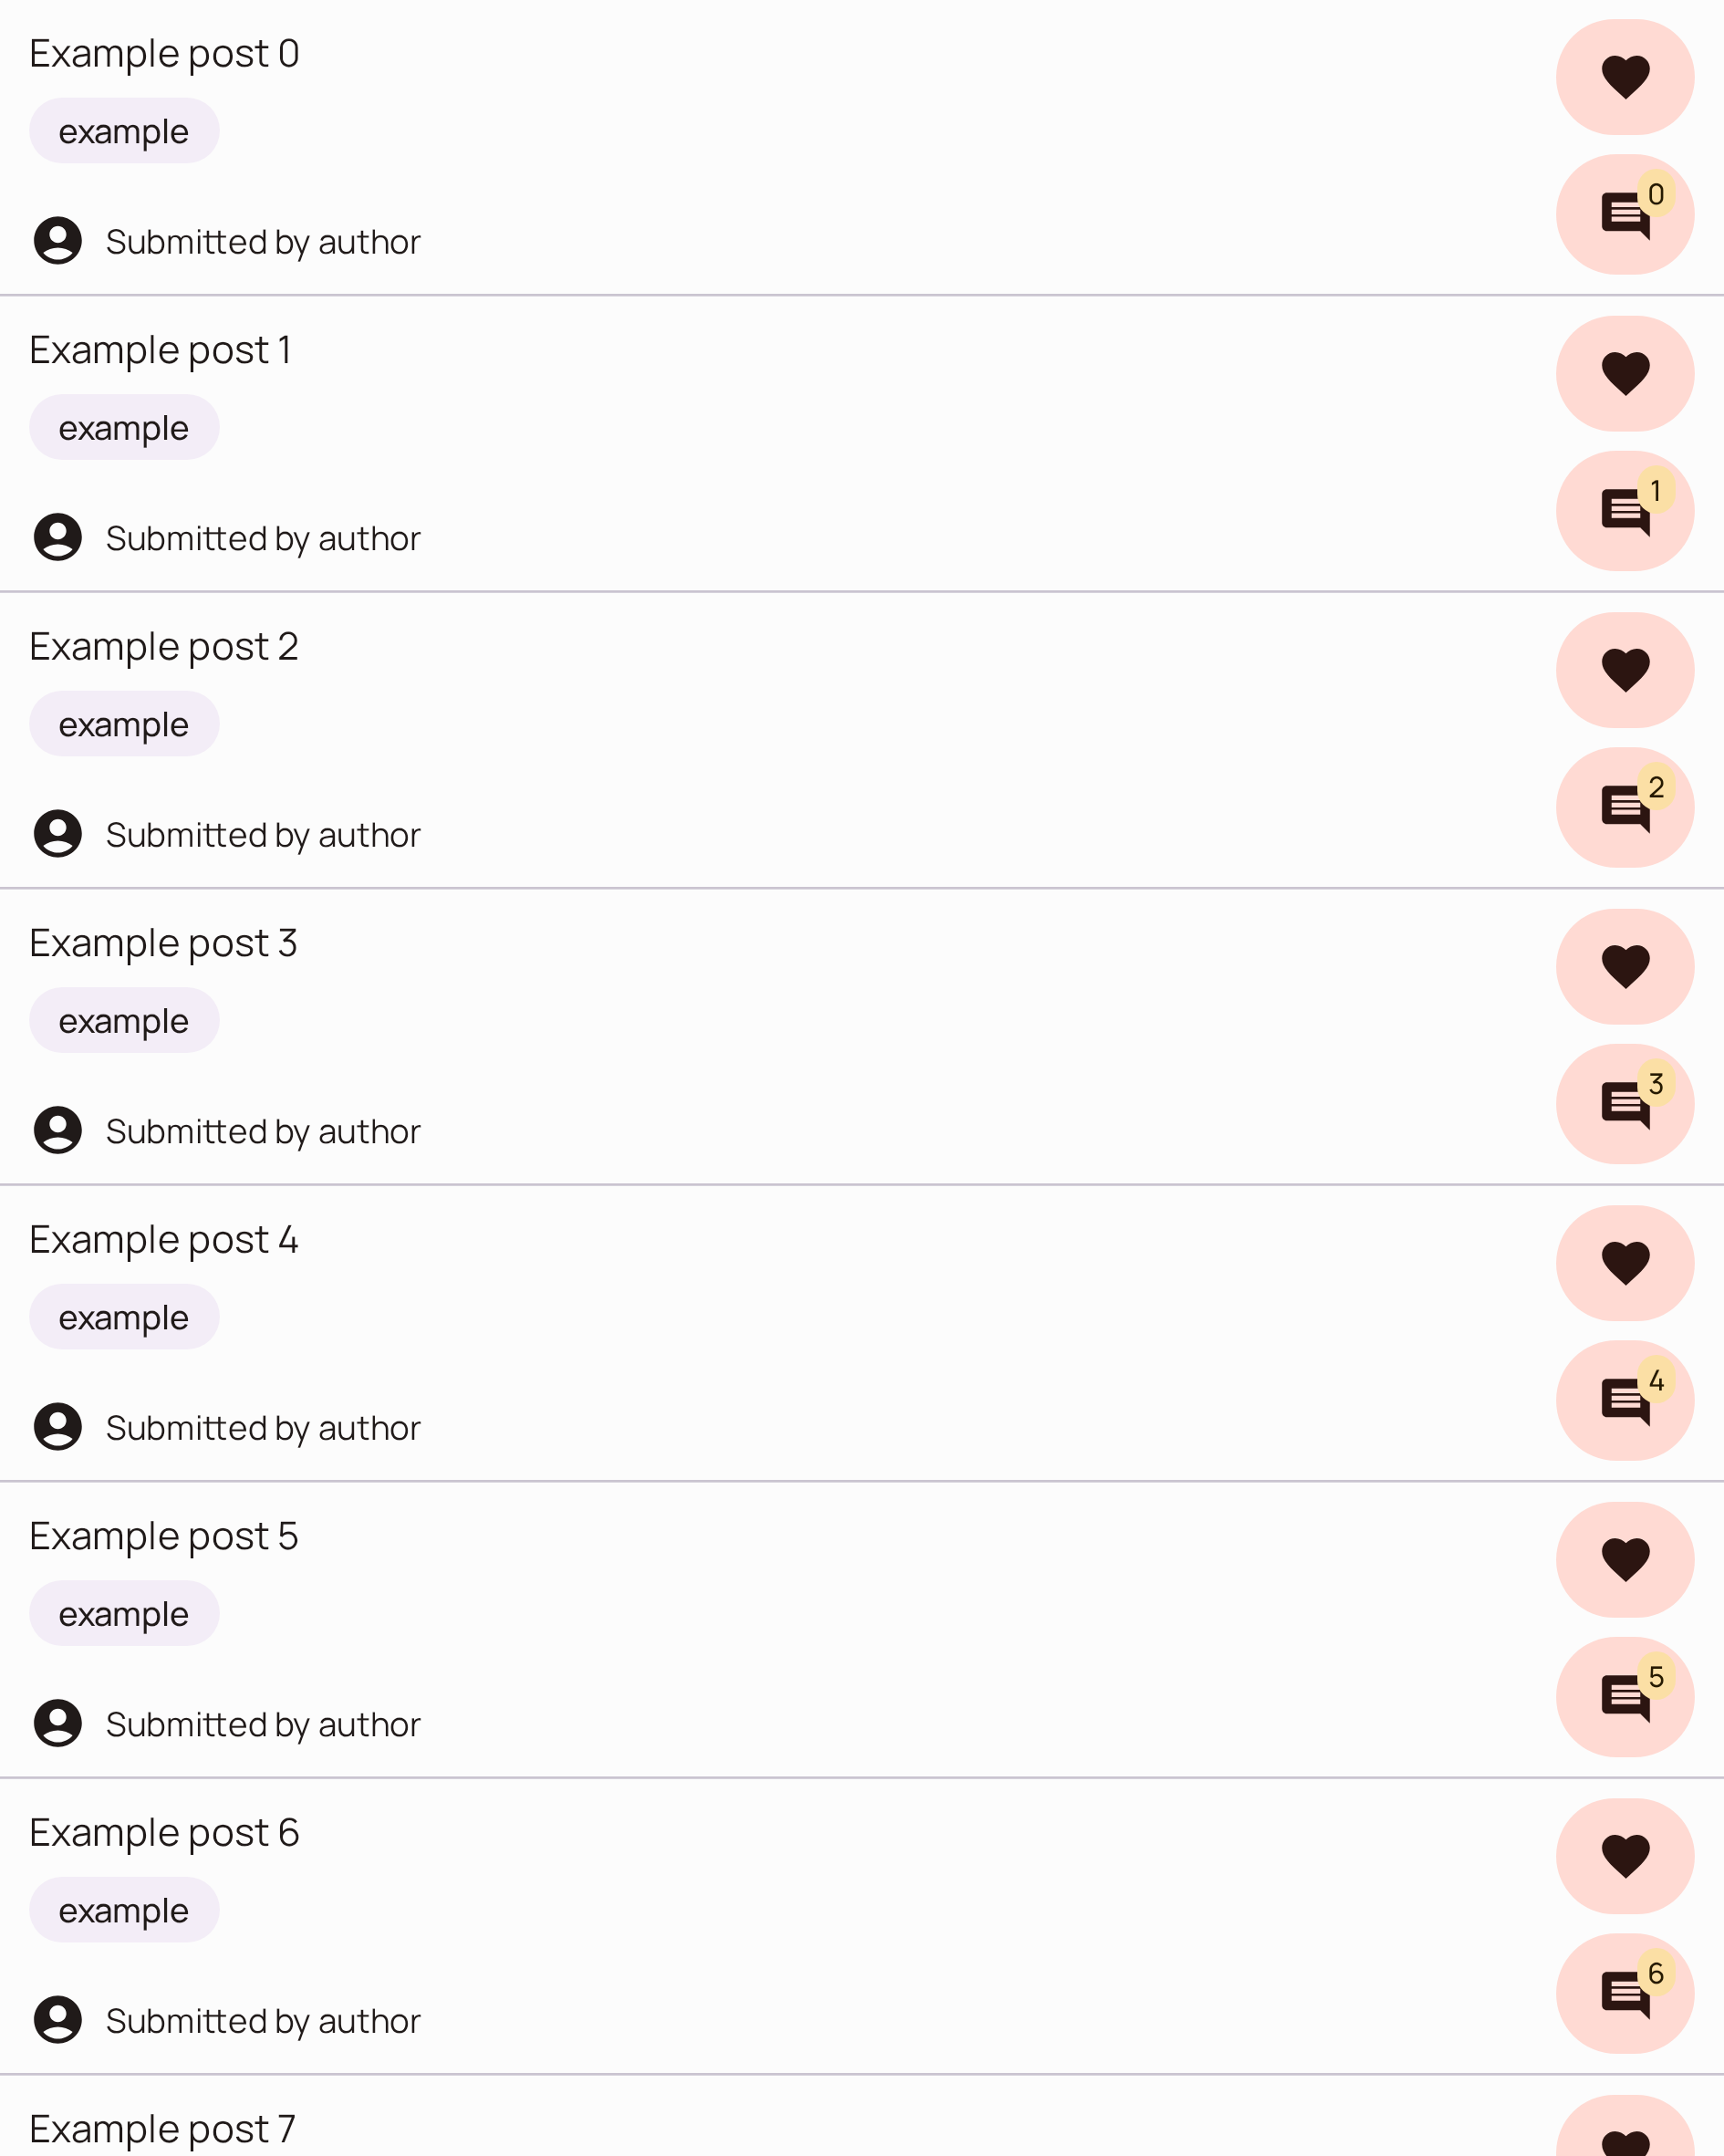 Example post 0
example
0
Submitted by author
Example post 1
example
1
Submitted by author
Example post 2
example
2
Submitted by author
Example post 3
example
3
Submitted by author
Example post 4
example
4
Submitted by author
Example post 5
example
5
Submitted by author
Example post 6
example
6
Submitted by author
Example post 7